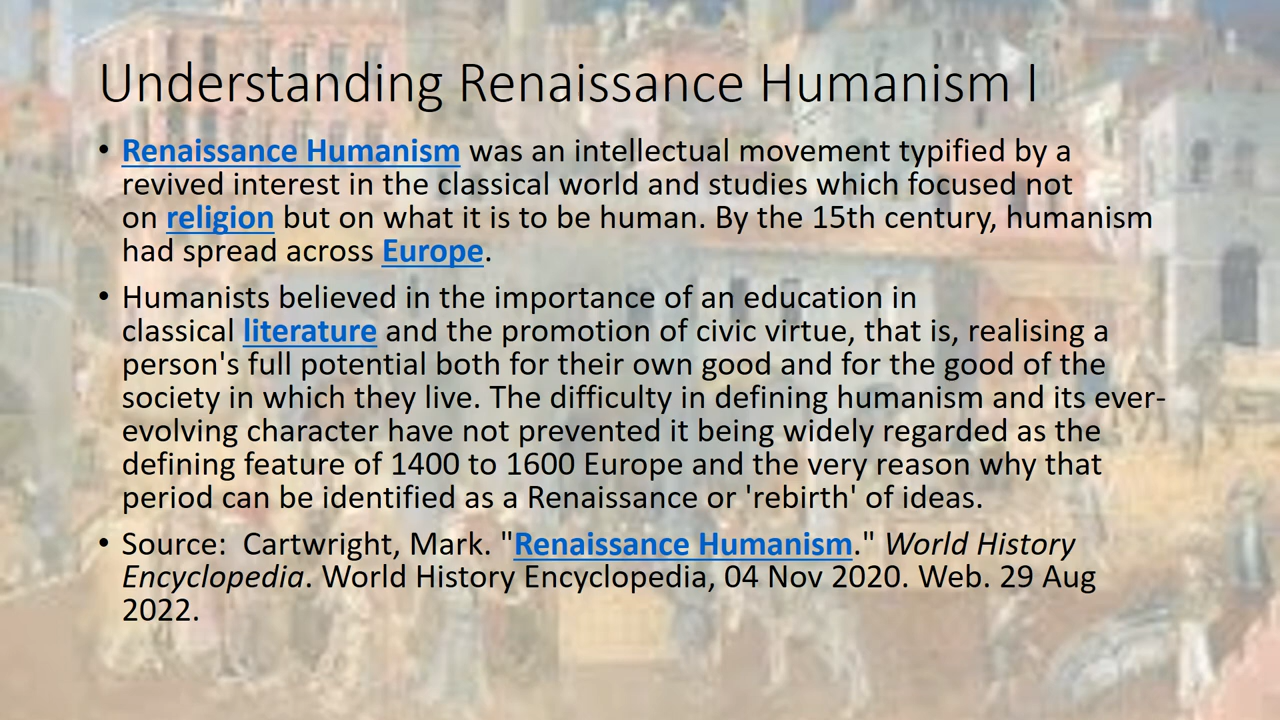 Understanding Renaissance Humanism I
• Renaissance Humanism was an intellectual movement typified by a
revived interest in the classical world and studies which focused not
on religion but on what it is to be human. By the 15th century, humanism
had spread across Europe.
• Humanists believed in the importance of an education in
classical literature and the promotion of civic virtue, that is, realising a
person's full potential both for their own good and for the good of the
society in which they live. The difficulty in defining humanism and its ever-
evolving character have not prevented it being widely regarded as the
defining feature of 1400 to 1600 Europe and the very reason why that
period can be identified as a Renaissance or 'rebirth' of ideas.
• Source:  Cartwright, Mark. "Renaissance Humanism." World History
Encyclopedia. World History Encyclopedia, 04 Nov 2020. Web. 29 Aug
2022.